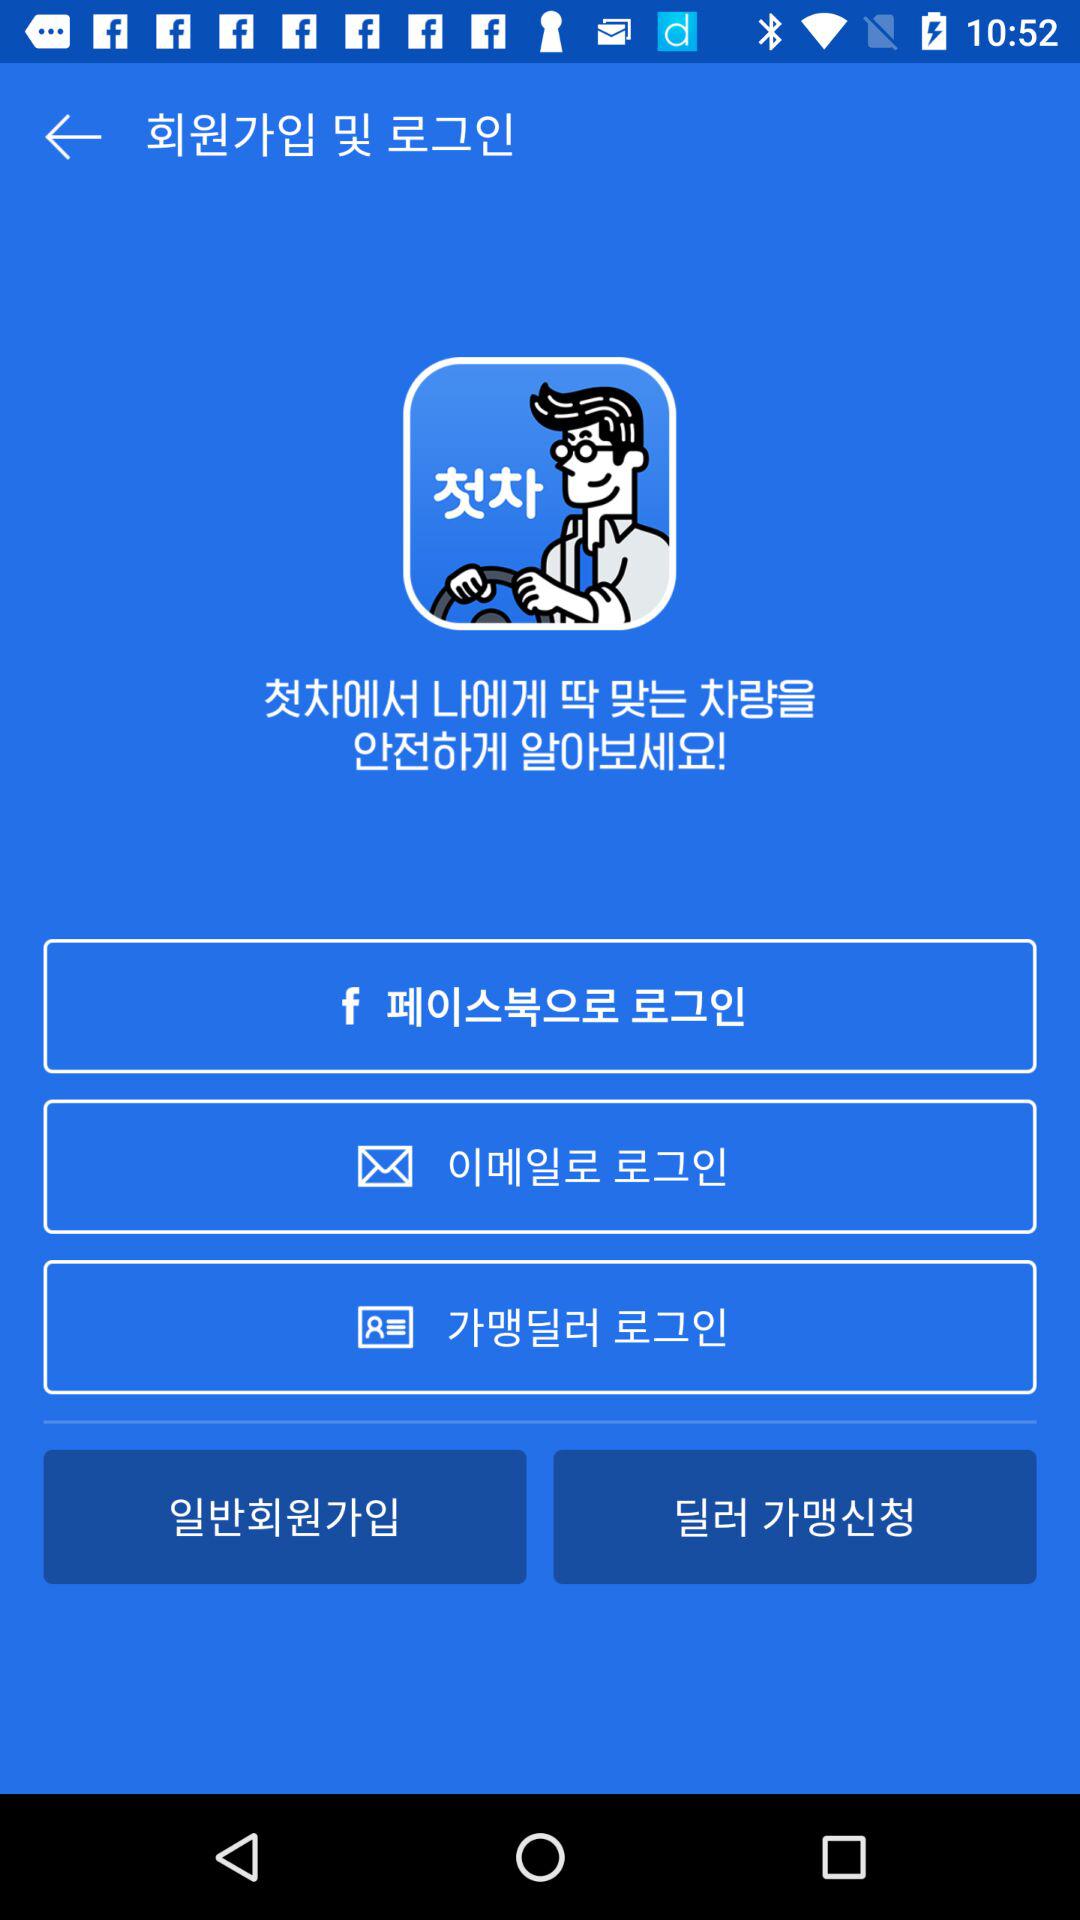 10:52
회원가입 및 로그인
첫차
첫차에서 나에게 딱 맞는 차량을
안전하게 알아보세요!
f 페이스북으로 로그인
이메일로 로그인
가맹딜러 로그인
일반회원가입
딜러 가맹신청